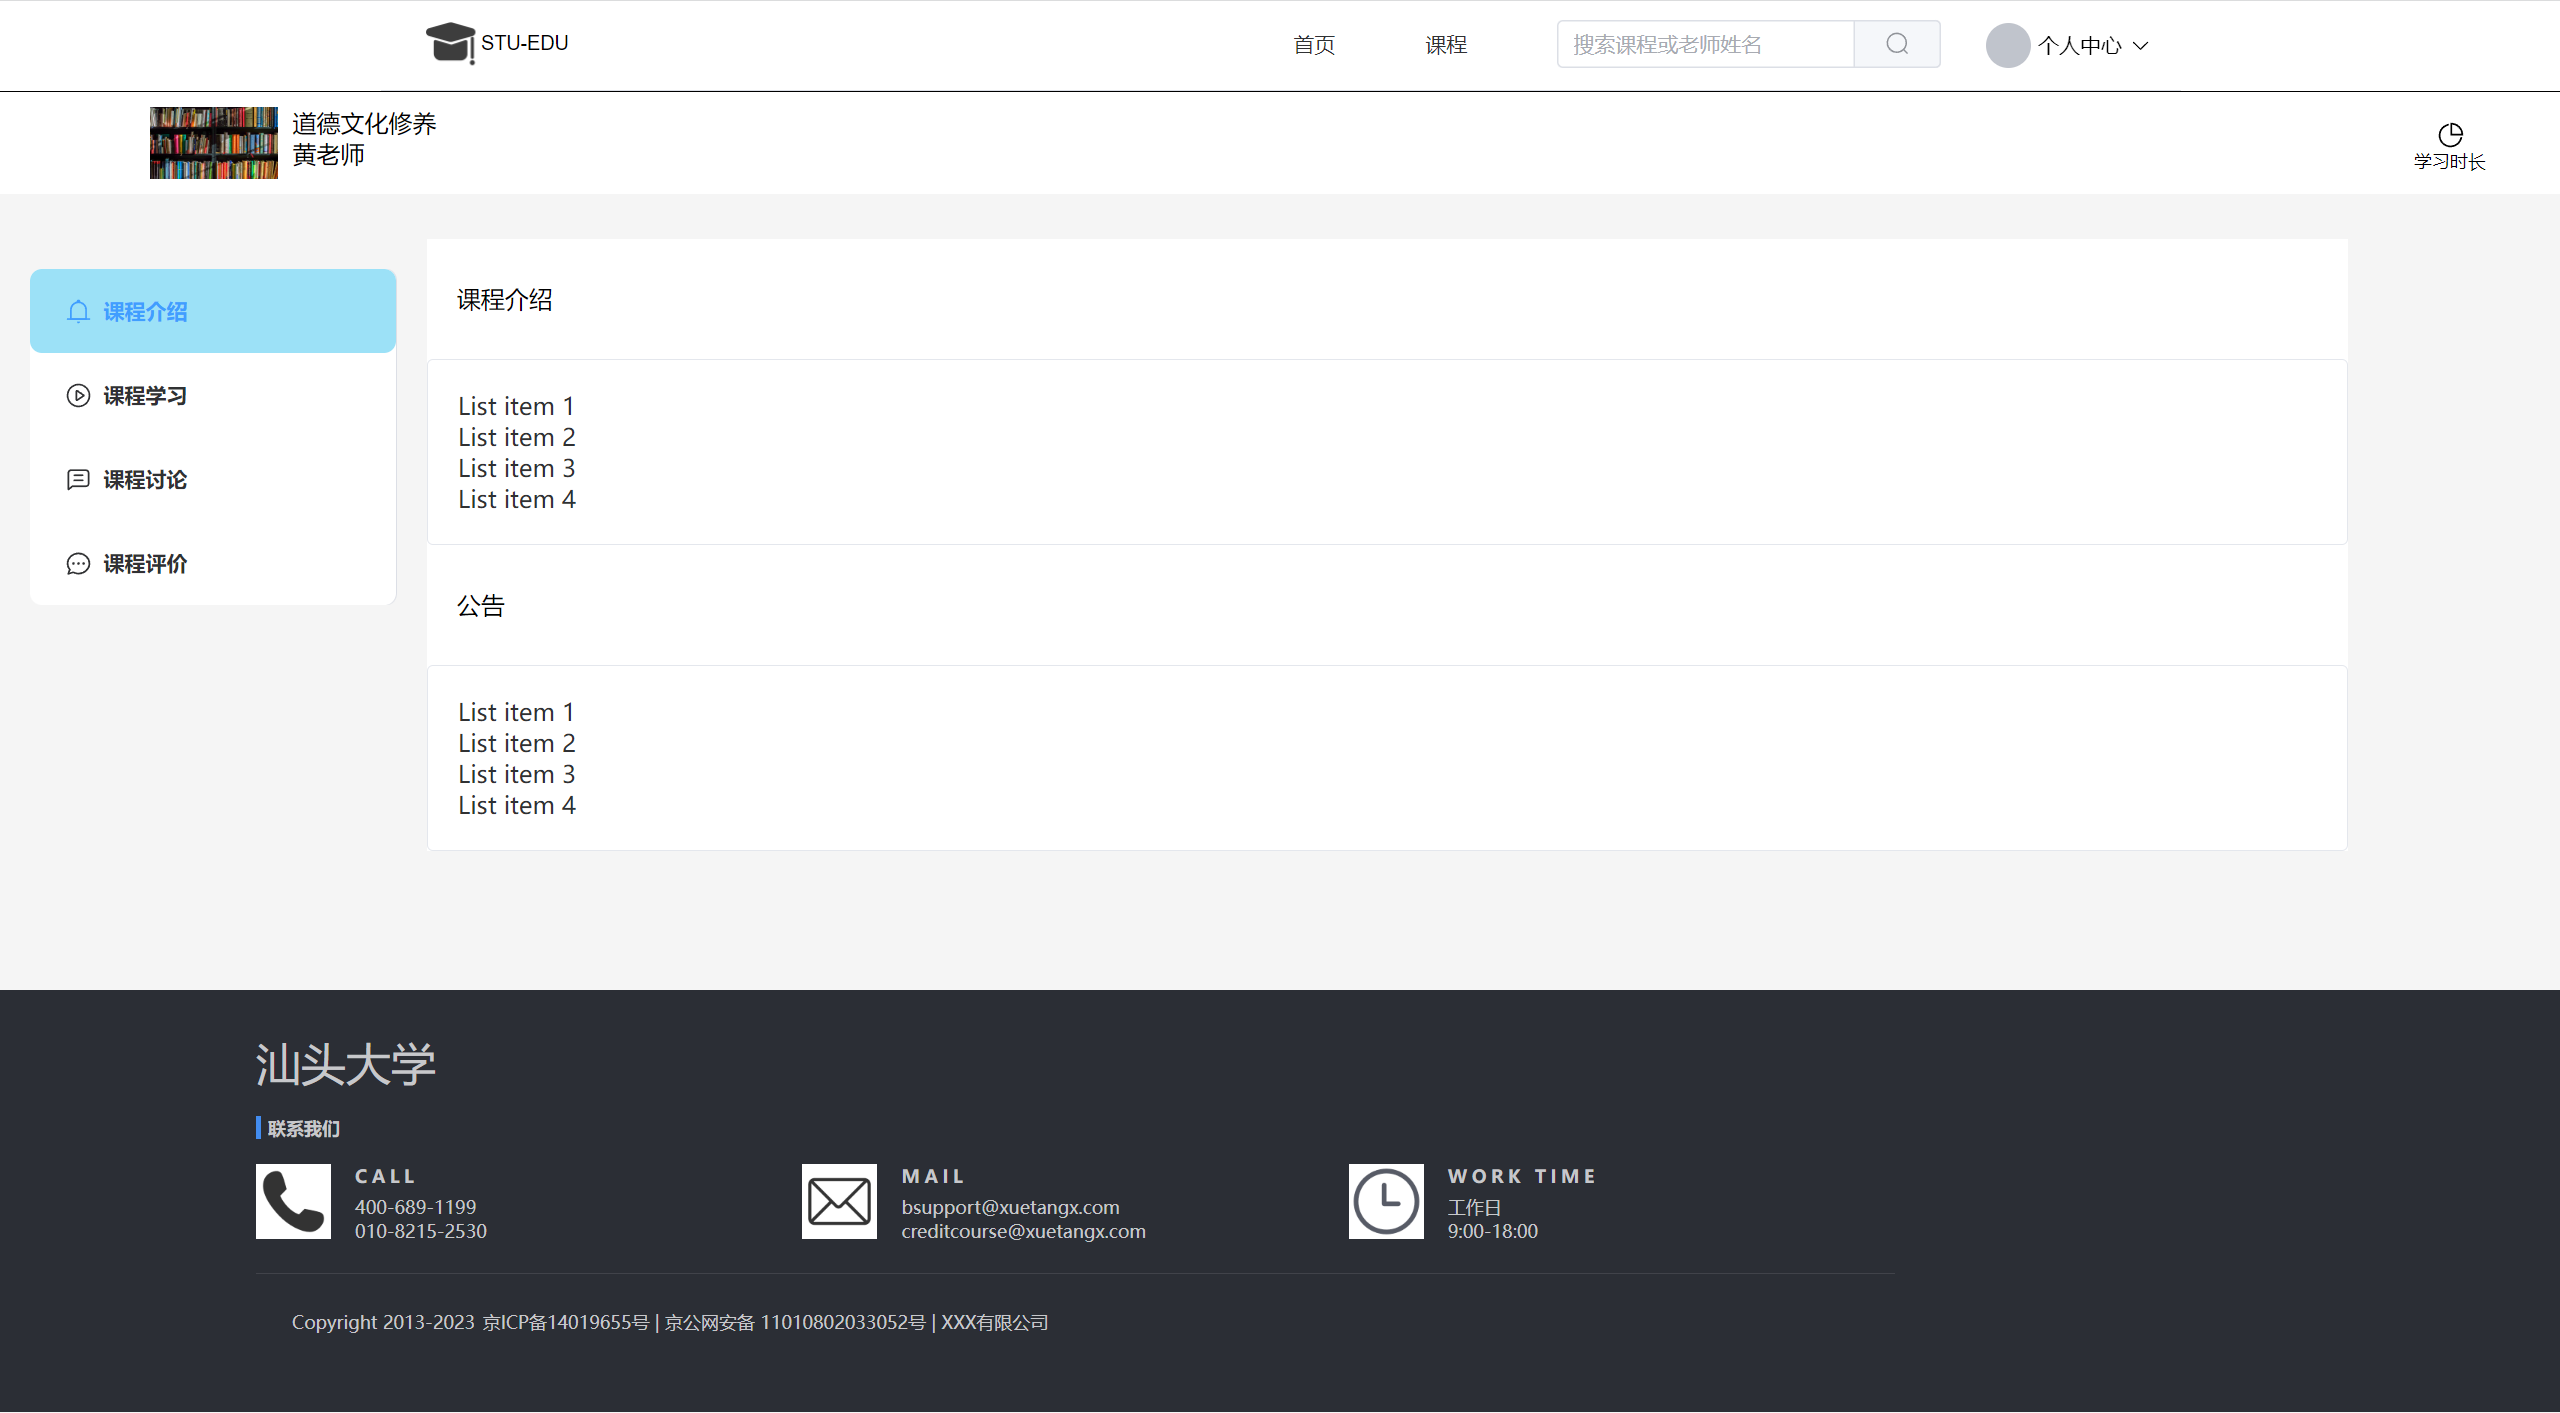 STU-EDU
首页
课程
搜索课程或老师姓名
个人中心
道德文化修养
黄老师
学习时长
课程介绍
课程学习
课程讨论
课程评价
课程介绍
List item 1
List item 2
List item 3
List item 4
公告
List item 1
List item 2
List item 3
List item 4
汕头大学
联系我们
CALL
400-689-1199
010-8215-2530
MAIL
bsupport@xuetangx.com
creditcourse@xuetangx.com
WORK TIME
工作日
9:00-18:00
Copyright 2013-2023 京ICP备14019655号 | 京公网安备 11010802033052号 | XXX有限公司